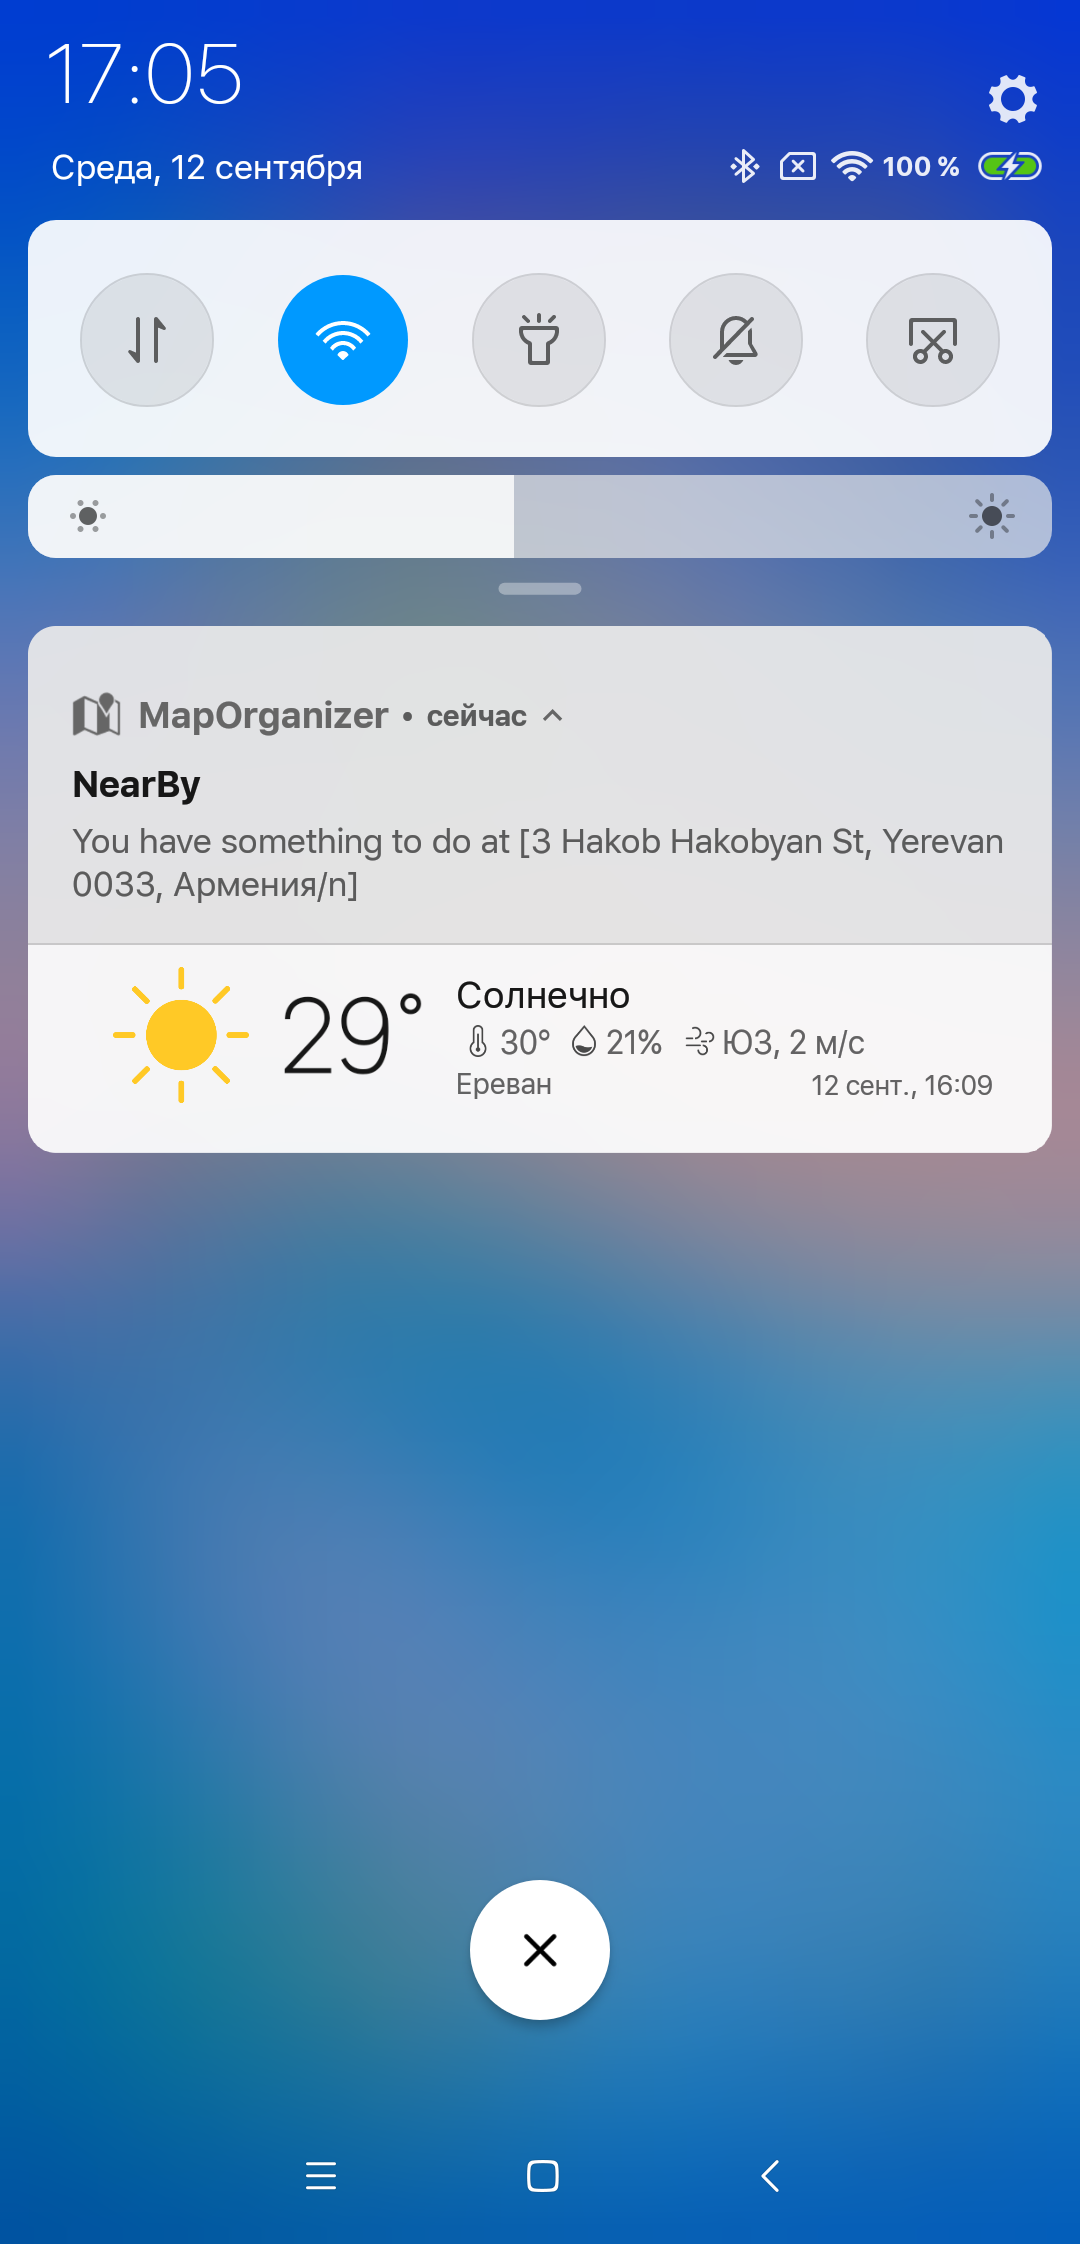 17:05
Среда, 12 сентября
100 %
MapOrganizer • сейчас
NearBy
You have something to do at [3 Hakob Hakobyan St, Yerevan
0033, Армения/n]
29°
Солнечно
30° 21% ЮЗ, 2 м/с
Ереван 12 сент., 16:09